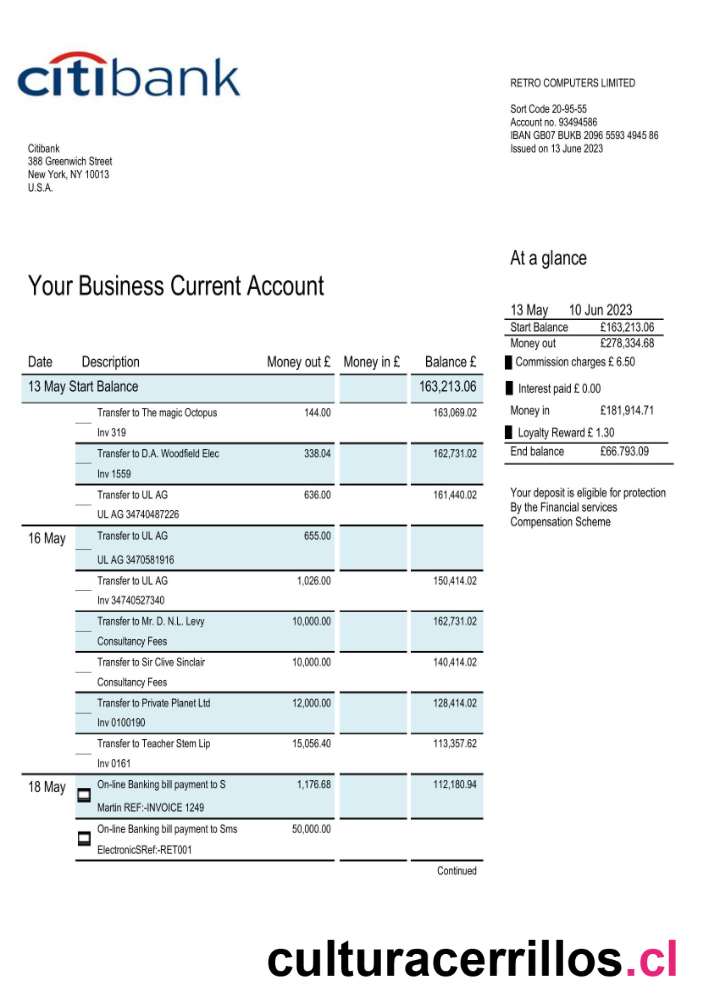 citibank
RETRO COMPUTERS LIMITED
Sort Code 20-95-55
Account no. 93494586
IBAN GB07 BUKB 2096 5593 4945 86
Issued on 13 June 2023
Citibank
388 Greenwich Street
New York, NY 10013
U.S.A.
At a glance
Your Business Current Account
13 May 10 Jun 2023
Start Balance £163,213.06
Money out £278,334.68
Commission charges £ 6.50
Interest paid £ 0.00
Money in £181,914.71
Loyalty Reward £ 1.30
End balance £66.793.09
Your deposit is eligible for protection
By the Financial services
Compensation Scheme
Date Description Money out £ Money in £ Balance £
13 May Start Balance 163,213.06
Transfer to The magic Octopus 144.00 163,069.02
Inv 319
Transfer to D.A. Woodfield Elec 338.04 162,731.02
Inv 1559
Transfer to UL AG 636.00 161,440.02
UL AG 34740487226
16 May Transfer to UL AG 655.00
UL AG 3470581916
Transfer to UL AG 1,026.00 150,414.02
Inv 34740527340
Transfer to Mr. D. N.L. Levy 10,000.00 162,731.02
Consultancy Fees
Transfer to Sir Clive Sinclair 10,000.00 140,414.02
Consultancy Fees
Transfer to Private Planet Ltd 12,000.00 128,414.02
Inv 0100190
Transfer to Teacher Stem Lip 15,056.40 113,357.62
Inv 0161
18 May On-line Banking bill payment to S 1,176.68 112,180.94
Martin REF:-INVOICE 1249
On-line Banking bill payment to Sms 50,000.00
ElectronicSRef:-RET001
Continued
culturacerrillos.cl